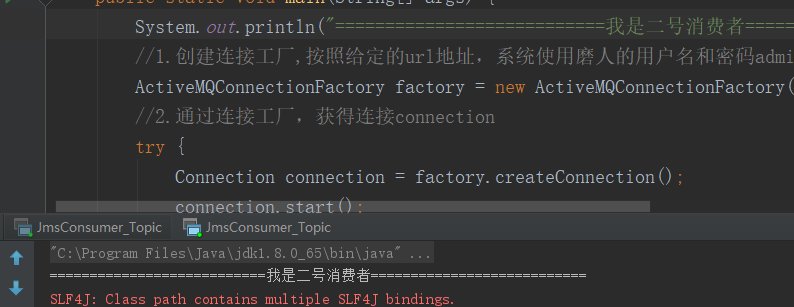 public static void main(String[] args) {
System.out.println("===========================我是二号消费者=====
//1.创建连接工厂,按照给定的url地址，系统使用磨人的用户名和密码admi
ActiveMQConnectionFactory factory = new ActiveMQConnectionFactory(
//2.通过连接工厂，获得连接connection
try {
Connection connection = factory.createConnection();
connection.start();
JmsConsumer_Topic JmsConsumer_Topic
"C:\Program Files\Java\jdk1.8.0_65\bin\java" ...
===========================我是二号消费者===========================
SLF4J: Class path contains multiple SLF4J bindings.